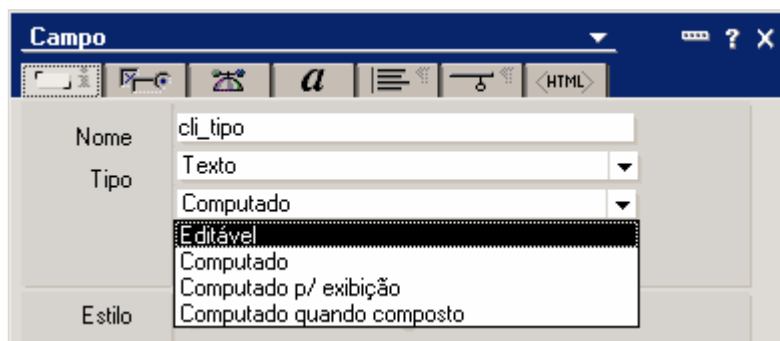 Campo ?
a <HTML>
Nome cli_tipo
Tipo Texto
Computado
Editável
Computado
Computado p/ exibição
Estilo Computado quando composto